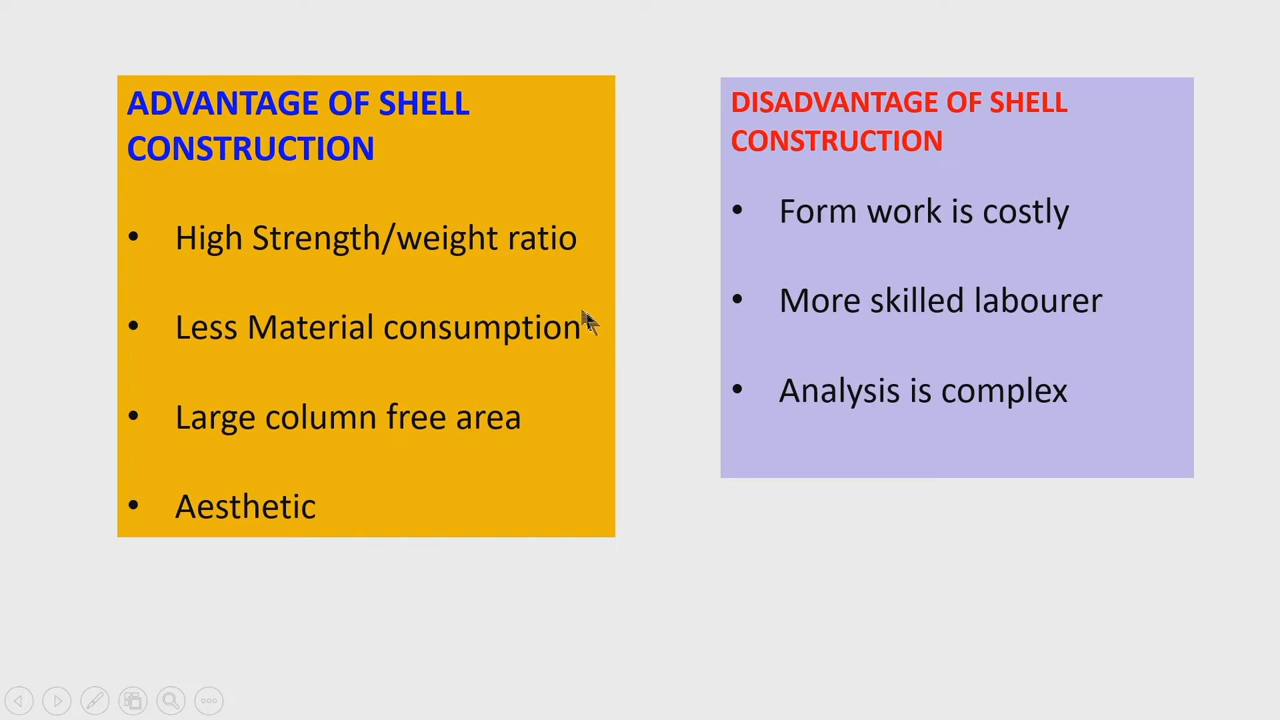 ADVANTAGE OF SHELL
CONSTRUCTION
• High Strength/weight ratio
• Less Material consumption
• Large column free area
• Aesthetic
DISADVANTAGE OF SHELL
CONSTRUCTION
• Form work is costly
• More skilled labourer
• Analysis is complex